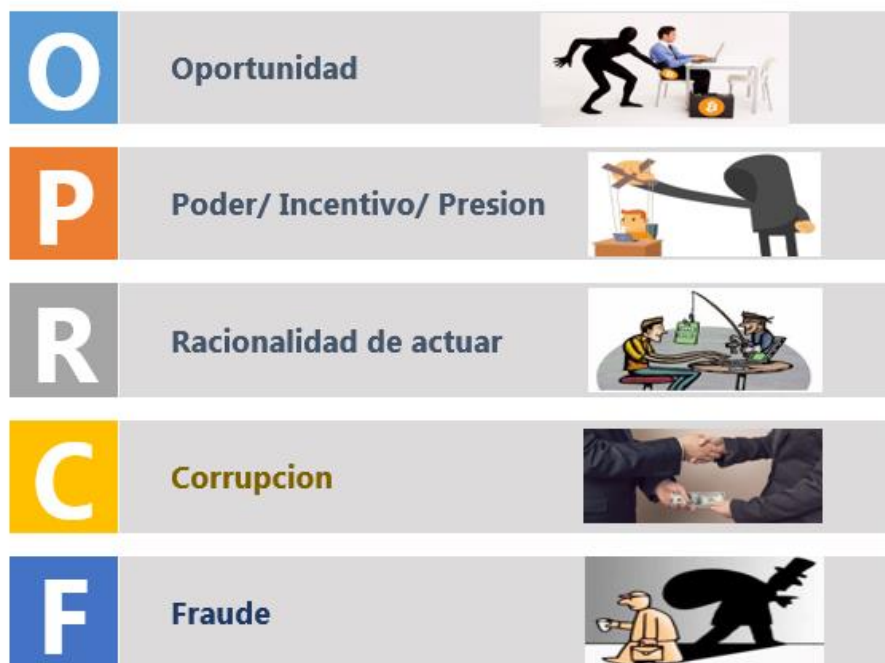 O
Oportunidad
P
Poder/ Incentivo/ Presion
R
Racionalidad de actuar
C
Corrupcion
F
Fraude